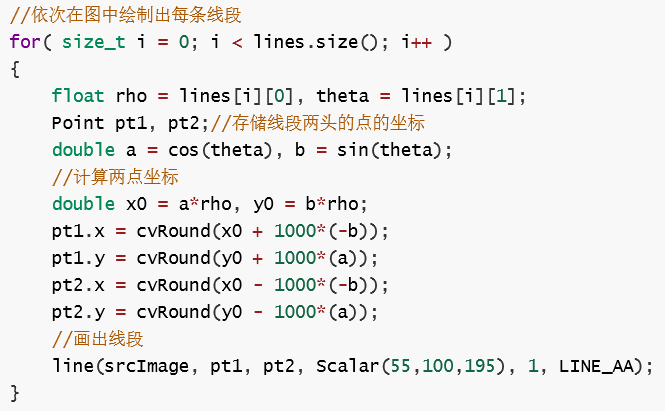 //依次在图中绘制出每条线段
for( size_t i = 0; i < lines.size(); i++ )
{
    float rho = lines[i][0], theta = lines[i][1];
    Point pt1, pt2;//存储线段两头的点的坐标
    double a = cos(theta), b = sin(theta);
    //计算两点坐标
    double x0 = a*rho, y0 = b*rho;
    pt1.x = cvRound(x0 + 1000*(-b));
    pt1.y = cvRound(y0 + 1000*(a));
    pt2.x = cvRound(x0 - 1000*(-b));
    pt2.y = cvRound(y0 - 1000*(a));
    //画出线段
    line(srcImage, pt1, pt2, Scalar(55,100,195), 1, LINE_AA);
}